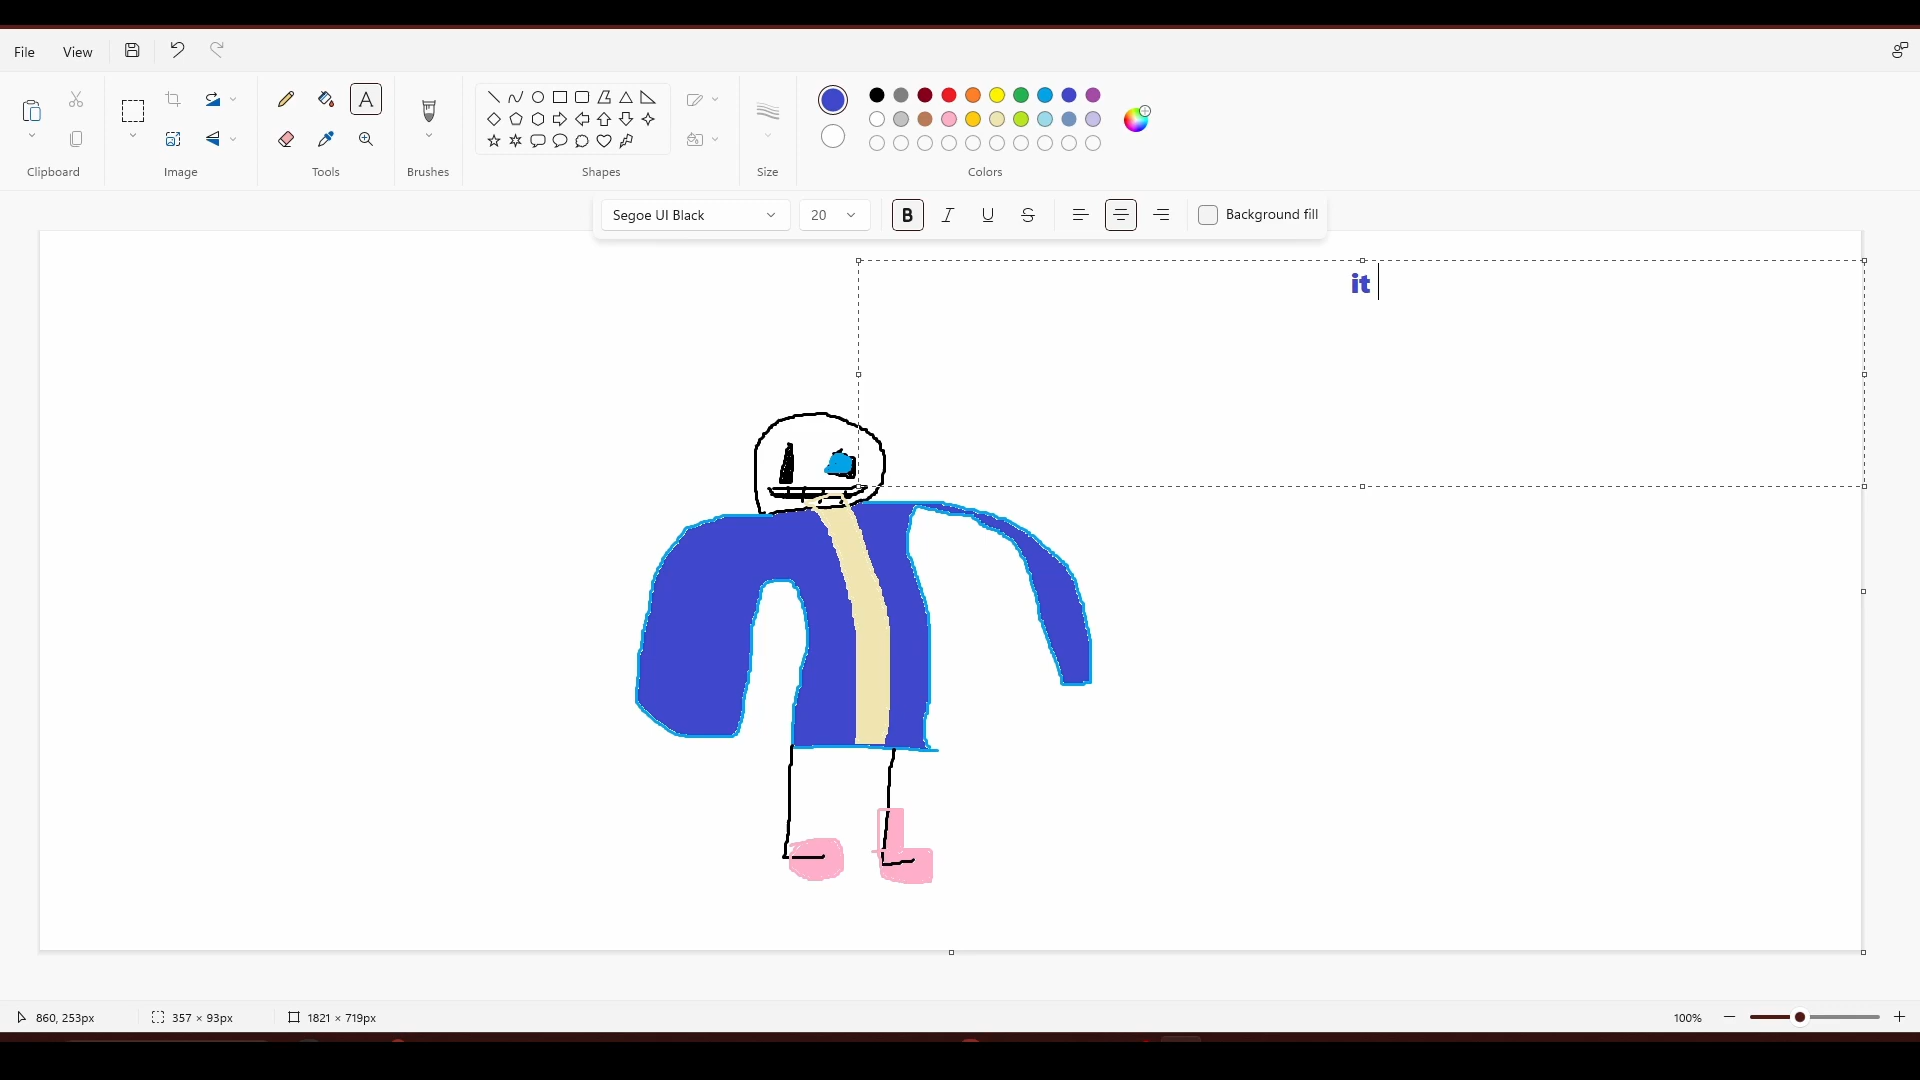 File View
Clipboard Image Tools Brushes Shapes Size Colors
Segoe UI Black 20 B I U S Background fill
it
860, 253px 357 × 93px 1821 × 719px 100%